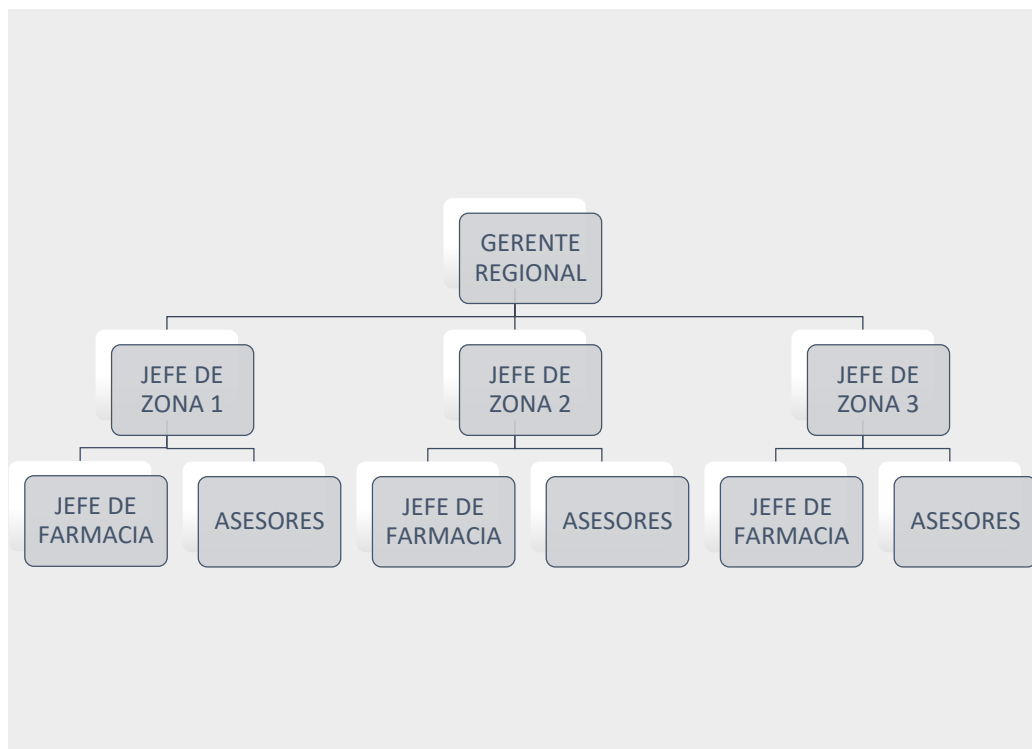 GERENTE
REGIONAL
JEFE DE
ZONA 1
JEFE DE
ZONA 2
JEFE DE
ZONA 3
JEFE DE
FARMACIA
ASESORES
JEFE DE
FARMACIA
ASESORES
JEFE DE
FARMACIA
ASESORES